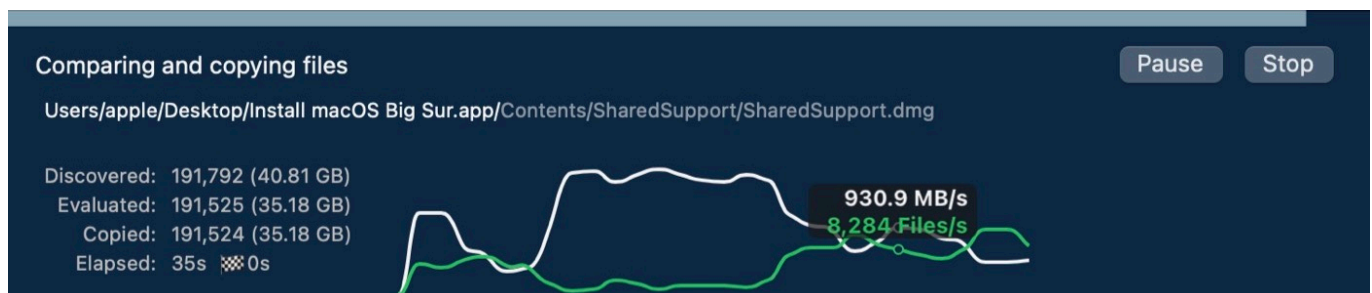 Comparing and copying files
Pause
Stop
Users/apple/Desktop/Install macOS Big Sur.app/Contents/SharedSupport/SharedSupport.dmg
Discovered: 191,792 (40.81 GB)
Evaluated: 191,525 (35.18 GB)
Copied: 191,524 (35.18 GB)
Elapsed: 35s 🏁0s
930.9 MB/s
8,284 Files/s